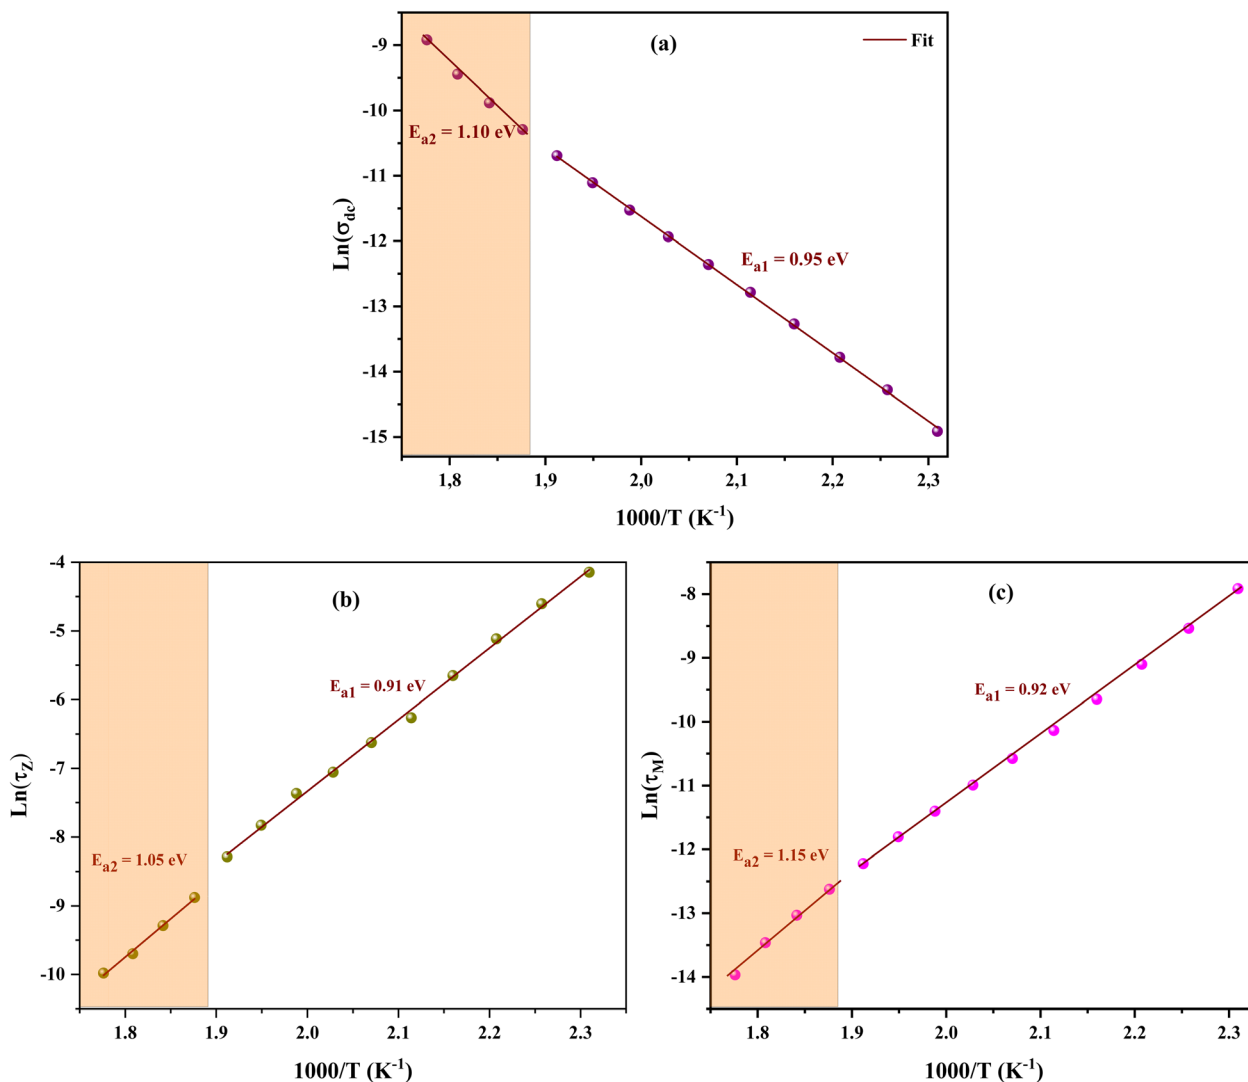 (a)
Fit
-9
-10
-11
-12
-13
-14
-15
Ln(σdc)
Ea2 = 1.10 eV
Ea1 = 0.95 eV
1,8 1,9 2,0 2,1 2,2 2,3
1000/T (K-1)
(b)
-4
-5
-6
-7
-8
-9
-10
Ln(τZ)
Ea1 = 0.91 eV
Ea2 = 1.05 eV
1.8 1.9 2.0 2.1 2.2 2.3
1000/T (K-1)
(c)
-8
-9
-10
-11
-12
-13
-14
Ln(τM)
Ea1 = 0.92 eV
Ea2 = 1.15 eV
1.8 1.9 2.0 2.1 2.2 2.3
1000/T (K-1)